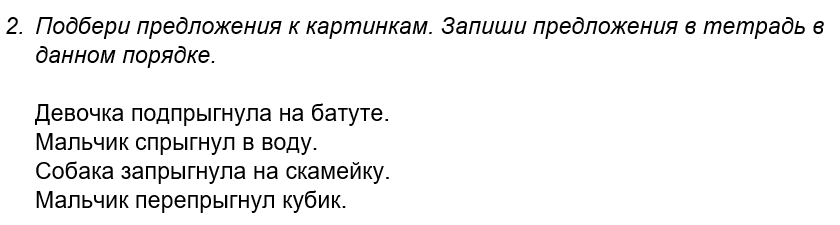 2. Подбери предложения к картинкам. Запиши предложения в тетрадь в
данном порядке.
Девочка подпрыгнула на батуте.
Мальчик спрыгнул в воду.
Собака запрыгнула на скамейку.
Мальчик перепрыгнул кубик.